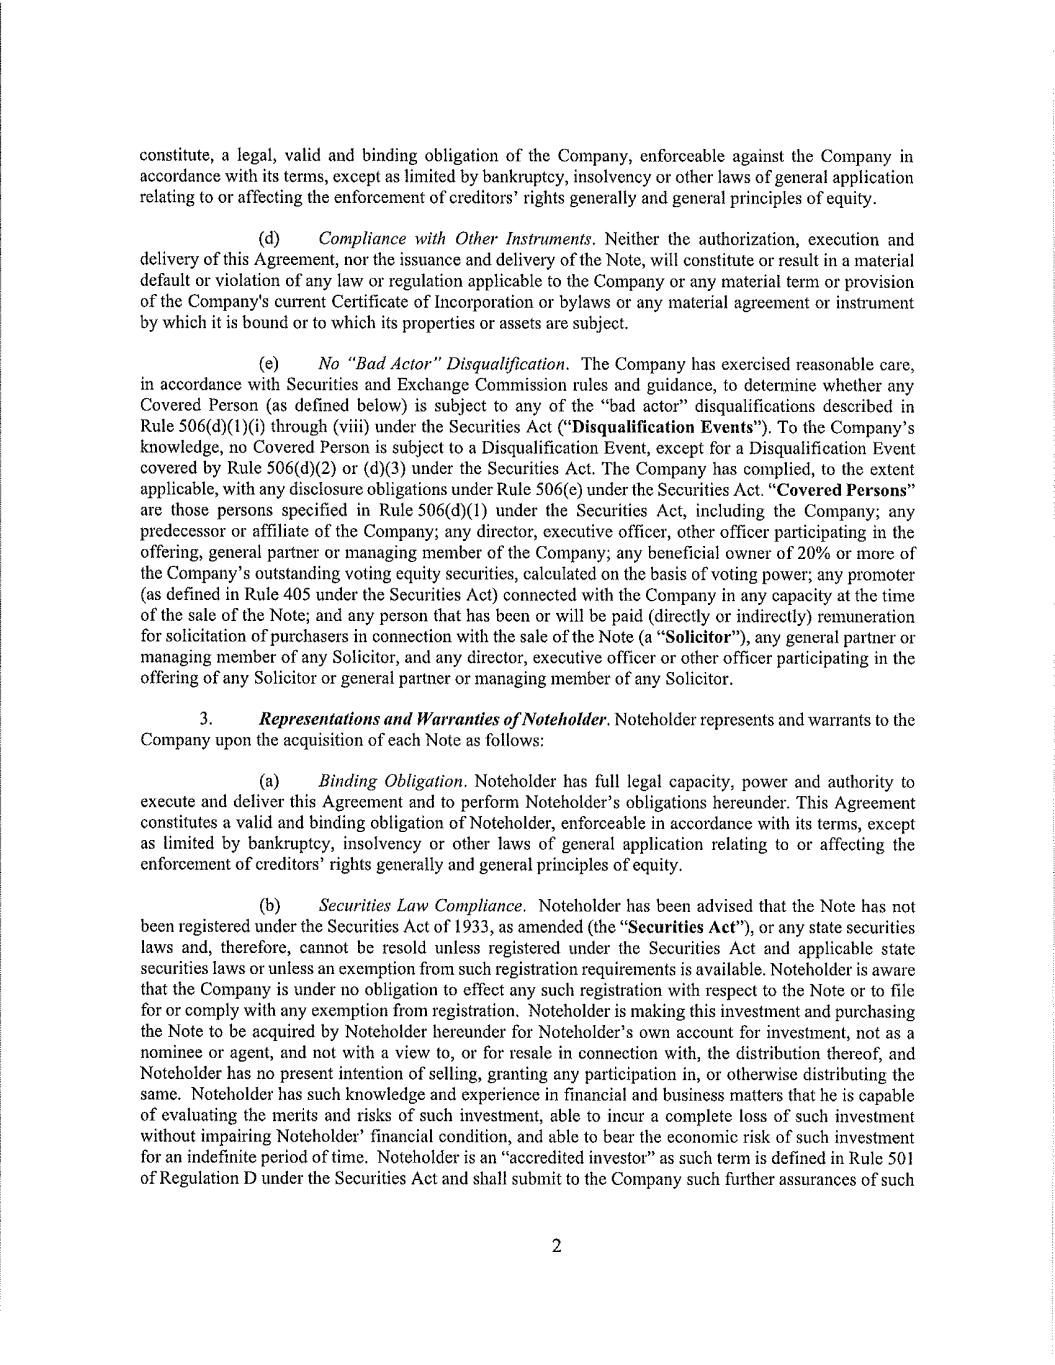 constitute, a legal, valid and binding obligation of the Company, enforceable against the Company in
accordance with its terms, except as limited by bankruptcy, insolvency or other laws of general application
relating to or affecting the enforcement of creditors' rights generally and general principles of equity.
(d) Compliance with Other Instruments. Neither the authorization, execution and
delivery of this Agreement, nor the issuance and delivery of the Note, will constitute or result in a material
default or violation of any law or regulation applicable to the Company or any material term or provision
of the Company's current Certificate of Incorporation or bylaws or any material agreement or instrument
by which it is bound or to which its properties or assets are subject.
(e) No "Bad Actor" Disqualification. The Company has exercised reasonable care,
in accordance with Securities and Exchange Commission rules and guidance, to determine whether any
Covered Person (as defined below) is subject to any of the "bad actor" disqualifications described in
Rule 506(d)(1)(i) through (viii) under the Securities Act ("Disqualification Events"). To the Company's
knowledge, no Covered Person is subject to a Disqualification Event, except for a Disqualification Event
covered by Rule 506(d)(2) or (d)(3) under the Securities Act. The Company has complied, to the extent
applicable, with any disclosure obligations under Rule 506(e) under the Securities Act. "Covered Persons"
are those persons specified in Rule 506(d)(1) under the Securities Act, including the Company; any
predecessor or affiliate of the Company; any director, executive officer, other officer participating in the
offering, general partner or managing member of the Company; any beneficial owner of 20% or more of
the Company's outstanding voting equity securities, calculated on the basis of voting power; any promoter
(as defined in Rule 405 under the Securities Act) connected with the Company in any capacity at the time
of the sale of the Note; and any person that has been or will be paid (directly or indirectly) remuneration
for solicitation of purchasers in connection with the sale of the Note (a "Solicitor"), any general partner or
managing member of any Solicitor, and any director, executive officer or other officer participating in the
offering of any Solicitor or general partner or managing member of any Solicitor.
3. Representations and Warranties of Noteholder. Noteholder represents and warrants to the
Company upon the acquisition of each Note as follows:
(a) Binding Obligation. Noteholder has full legal capacity, power and authority to
execute and deliver this Agreement and to perform Noteholder's obligations hereunder. This Agreement
constitutes a valid and binding obligation of Noteholder, enforceable in accordance with its terms, except
as limited by bankruptcy, insolvency or other laws of general application relating to or affecting the
enforcement of creditors' rights generally and general principles of equity.
(b) Securities Law Compliance. Noteholder has been advised that the Note has not
been registered under the Securities Act of 1933, as amended (the "Securities Act"), or any state securities
laws and, therefore, cannot be resold unless registered under the Securities Act and applicable state
securities laws or unless an exemption from such registration requirements is available. Noteholder is aware
that the Company is under no obligation to effect any such registration with respect to the Note or to file
for or comply with any exemption from registration. Noteholder is making this investment and purchasing
the Note to be acquired by Noteholder hereunder for Noteholder's own account for investment, not as a
nominee or agent, and not with a view to, or for resale in connection with, the distribution thereof, and
Noteholder has no present intention of selling, granting any participation in, or otherwise distributing the
same. Noteholder has such knowledge and experience in financial and business matters that he is capable
of evaluating the merits and risks of such investment, able to incur a complete loss of such investment
without impairing Noteholder' financial condition, and able to bear the economic risk of such investment
for an indefinite period of time. Noteholder is an "accredited investor" as such term is defined in Rule 501
of Regulation D under the Securities Act and shall submit to the Company such further assurances of such
2